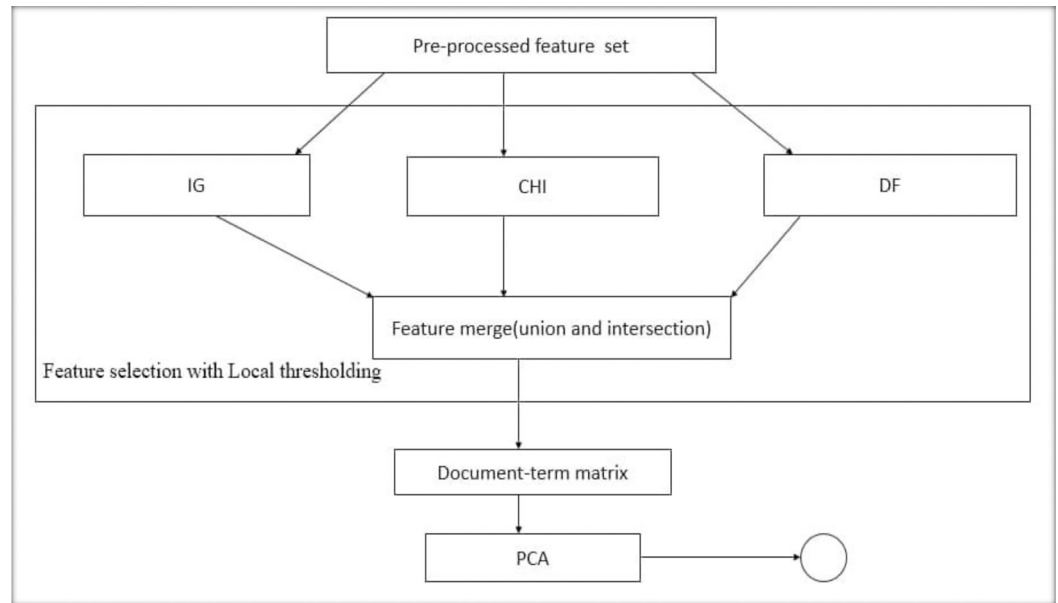 Pre-processed feature set
IG
CHI
DF
Feature merge(union and intersection)
Feature selection with Local thresholding
Document-term matrix
PCA